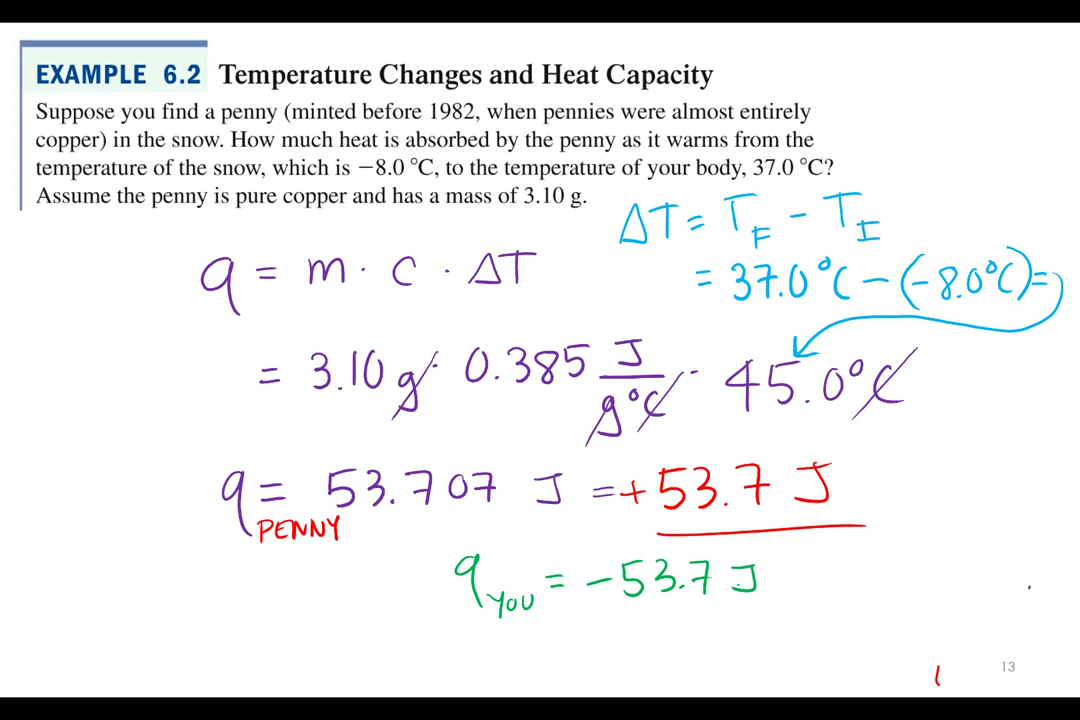 EXAMPLE 6.2 Temperature Changes and Heat Capacity
Suppose you find a penny (minted before 1982, when pennies were almost entirely
copper) in the snow. How much heat is absorbed by the penny as it warms from the
temperature of the snow, which is −8.0 °C, to the temperature of your body, 37.0 °C?
Assume the penny is pure copper and has a mass of 3.10 g.
ΔT = T_F − T_I
= 37.0°C − (−8.0°C) =
q = m · C · ΔT
= 3.10 g · 0.385 J/g°C · 45.0°C
q_PENNY = 53.707 J = +53.7 J
q_YOU = −53.7 J
13